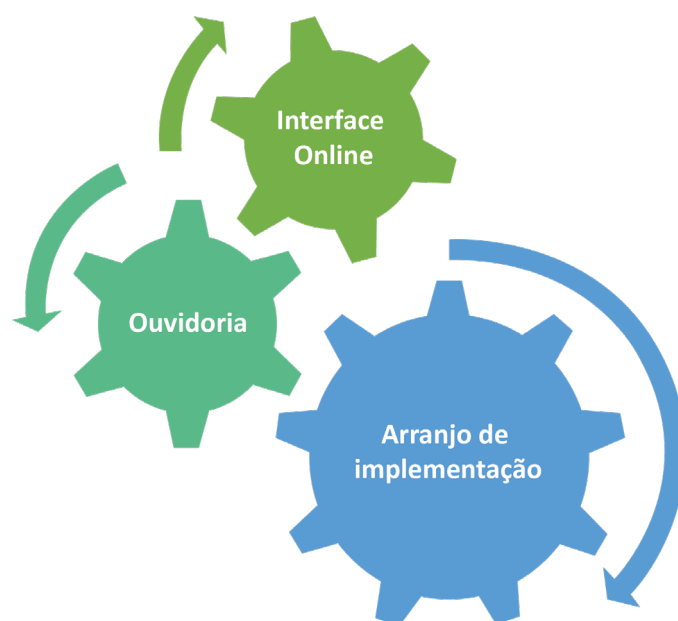 Interface
Online
Ouvidoria
Arranjo de
implementação